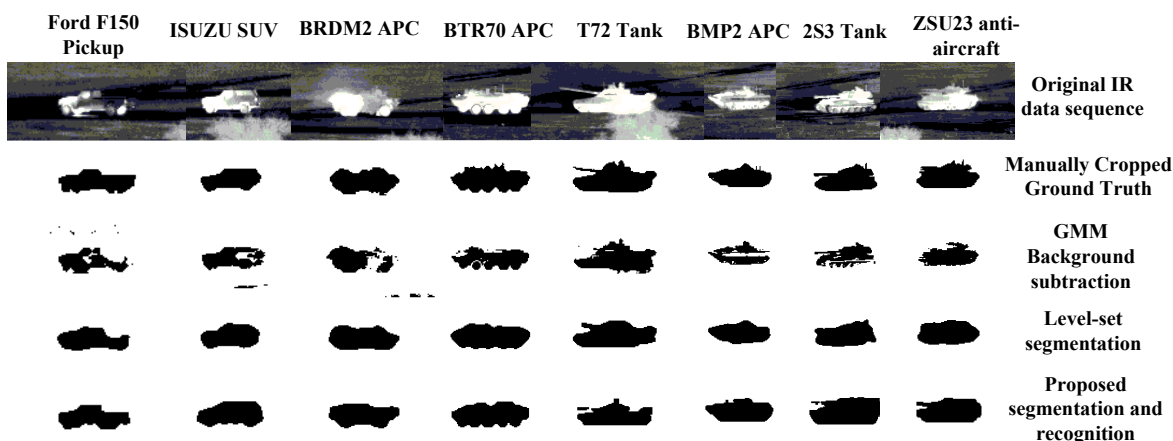 Ford F150
Pickup
ISUZU SUV
BRDM2 APC
BTR70 APC
T72 Tank
BMP2 APC
2S3 Tank
ZSU23 anti-
aircraft
Original IR
data sequence
Manually Cropped
Ground Truth
GMM
Background
subtraction
Level-set
segmentation
Proposed
segmentation and
recognition